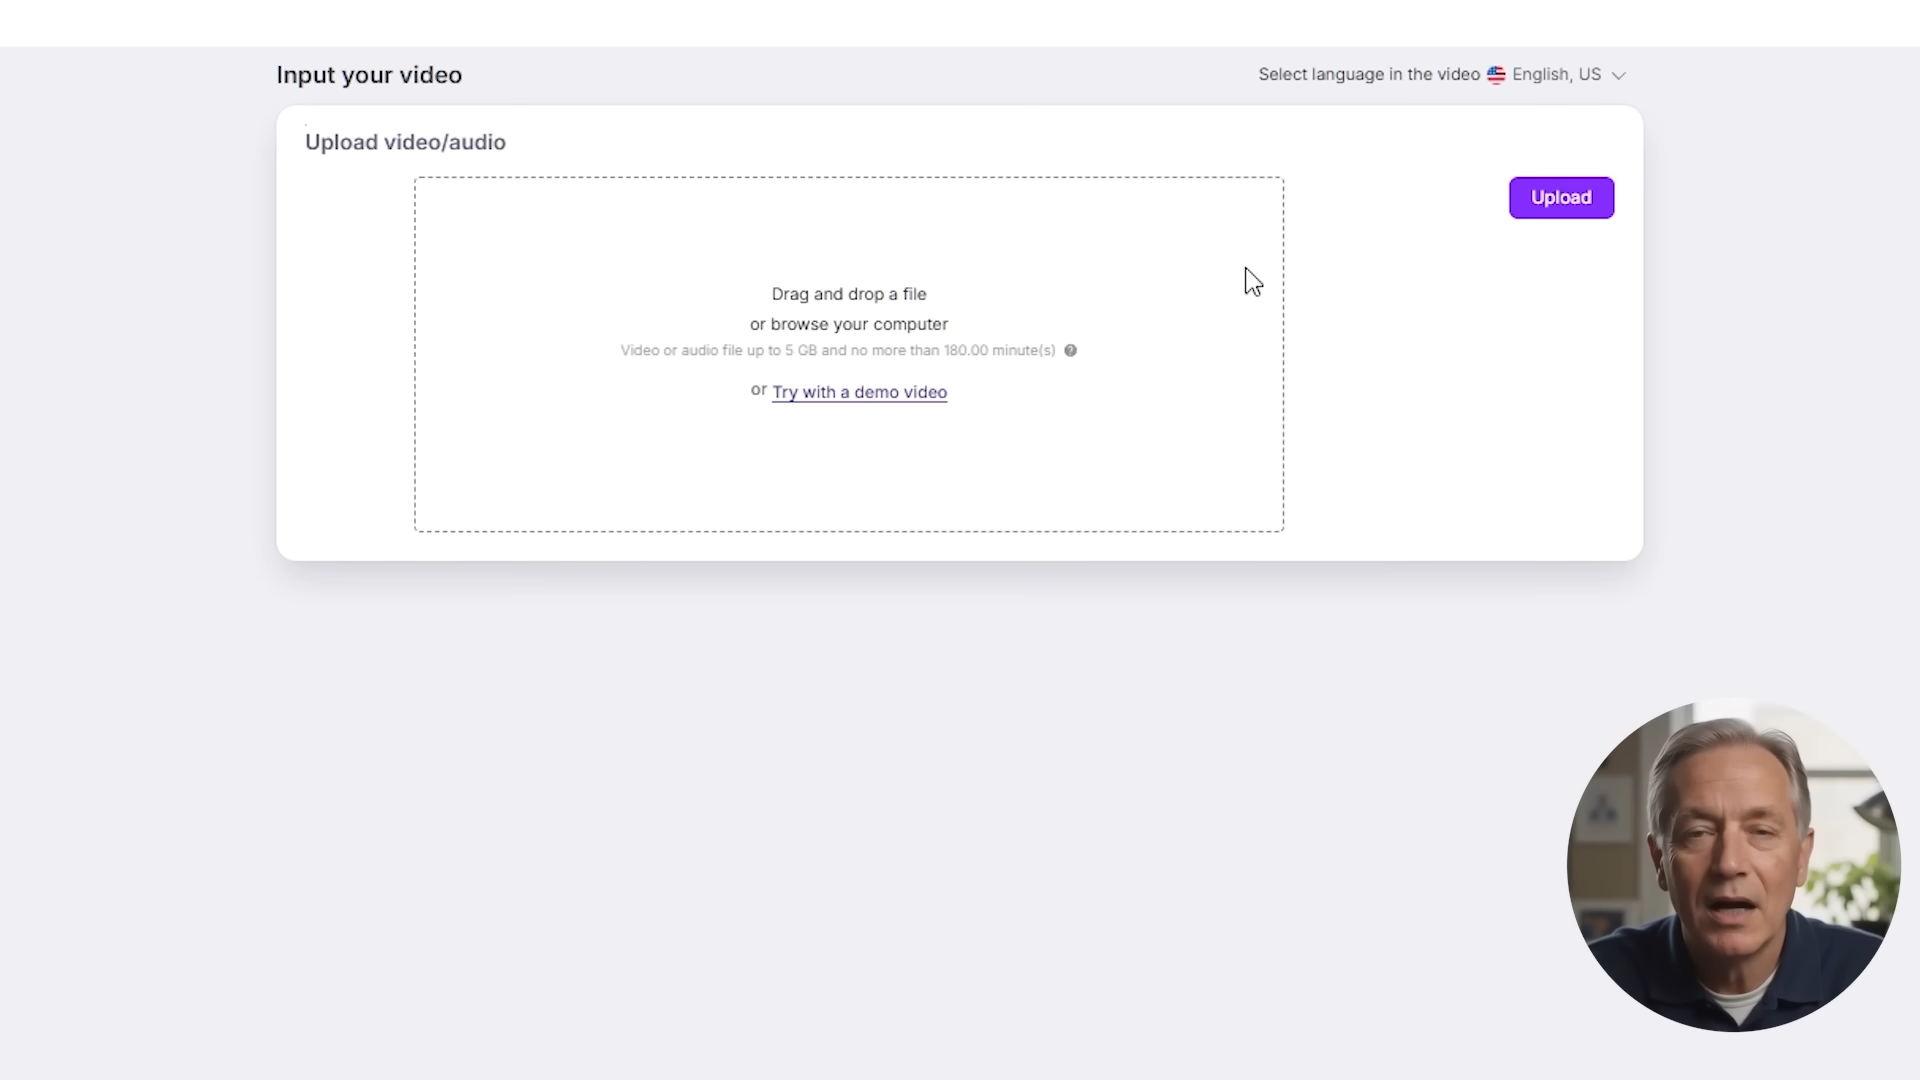 Input your video
Select language in the video English, US
Upload video/audio
Upload
Drag and drop a file
or browse your computer
Video or audio file up to 5 GB and no more than 180.00 minute(s) ?
or Try with a demo video